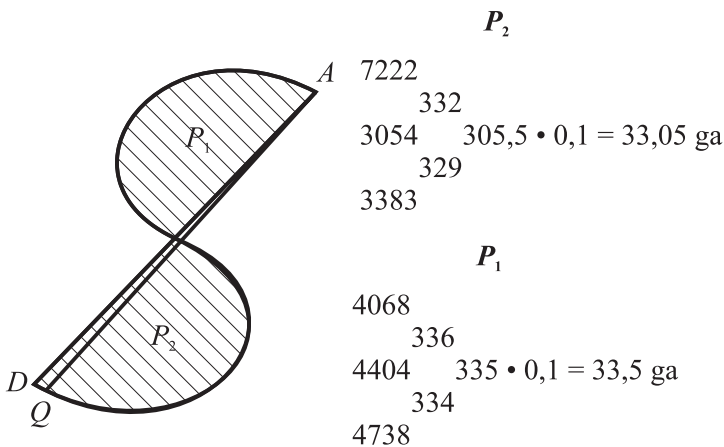 P₂
A
7222
332
P₁
3054 305,5 • 0,1 = 33,05 ga
329
3383
P₁
4068
336
P₂
4404 335 • 0,1 = 33,5 ga
D
334
Q
4738